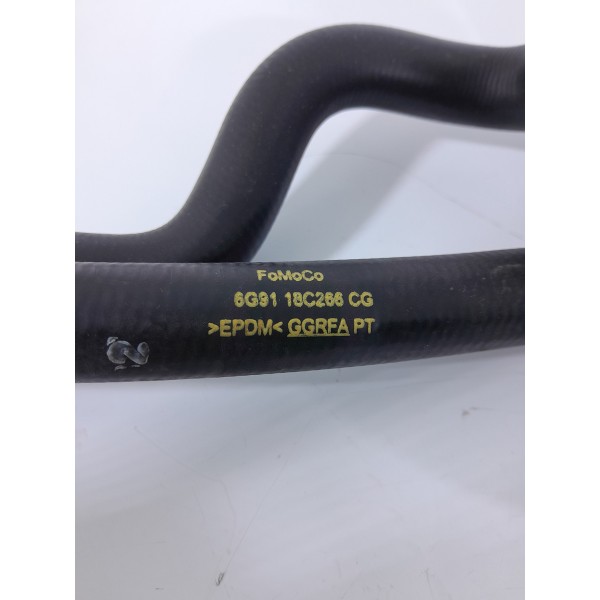 FoMoCo
6G91 18C266 CG
>EPDM< GGRFA PT